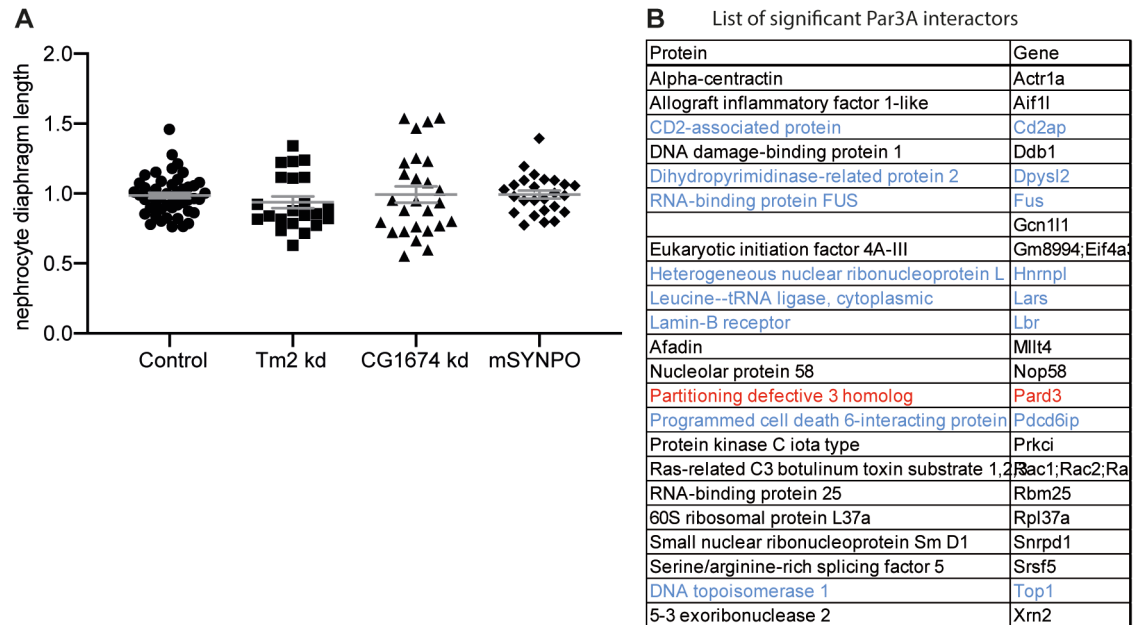 A
nephrocyte diaphragm length
2.0
1.5
1.0
0.5
0.0
Control
Tm2 kd
CG1674 kd
mSYNPO
B
List of significant Par3A interactors
Protein Gene
Alpha-centractin Actr1a
Allograft inflammatory factor 1-like Aif1l
CD2-associated protein Cd2ap
DNA damage-binding protein 1 Ddb1
Dihydropyrimidinase-related protein 2 Dpysl2
RNA-binding protein FUS Fus
Gcn1l1
Eukaryotic initiation factor 4A-III Gm8994;Eif4a3
Heterogeneous nuclear ribonucleoprotein L Hnrnpl
Leucine--tRNA ligase, cytoplasmic Lars
Lamin-B receptor Lbr
Afadin Mllt4
Nucleolar protein 58 Nop58
Partitioning defective 3 homolog Pard3
Programmed cell death 6-interacting protein Pdcd6ip
Protein kinase C iota type Prkci
Ras-related C3 botulinum toxin substrate 1,2,3 Rac1;Rac2;Ra
RNA-binding protein 25 Rbm25
60S ribosomal protein L37a Rpl37a
Small nuclear ribonucleoprotein Sm D1 Snrpd1
Serine/arginine-rich splicing factor 5 Srsf5
DNA topoisomerase 1 Top1
5-3 exoribonuclease 2 Xrn2